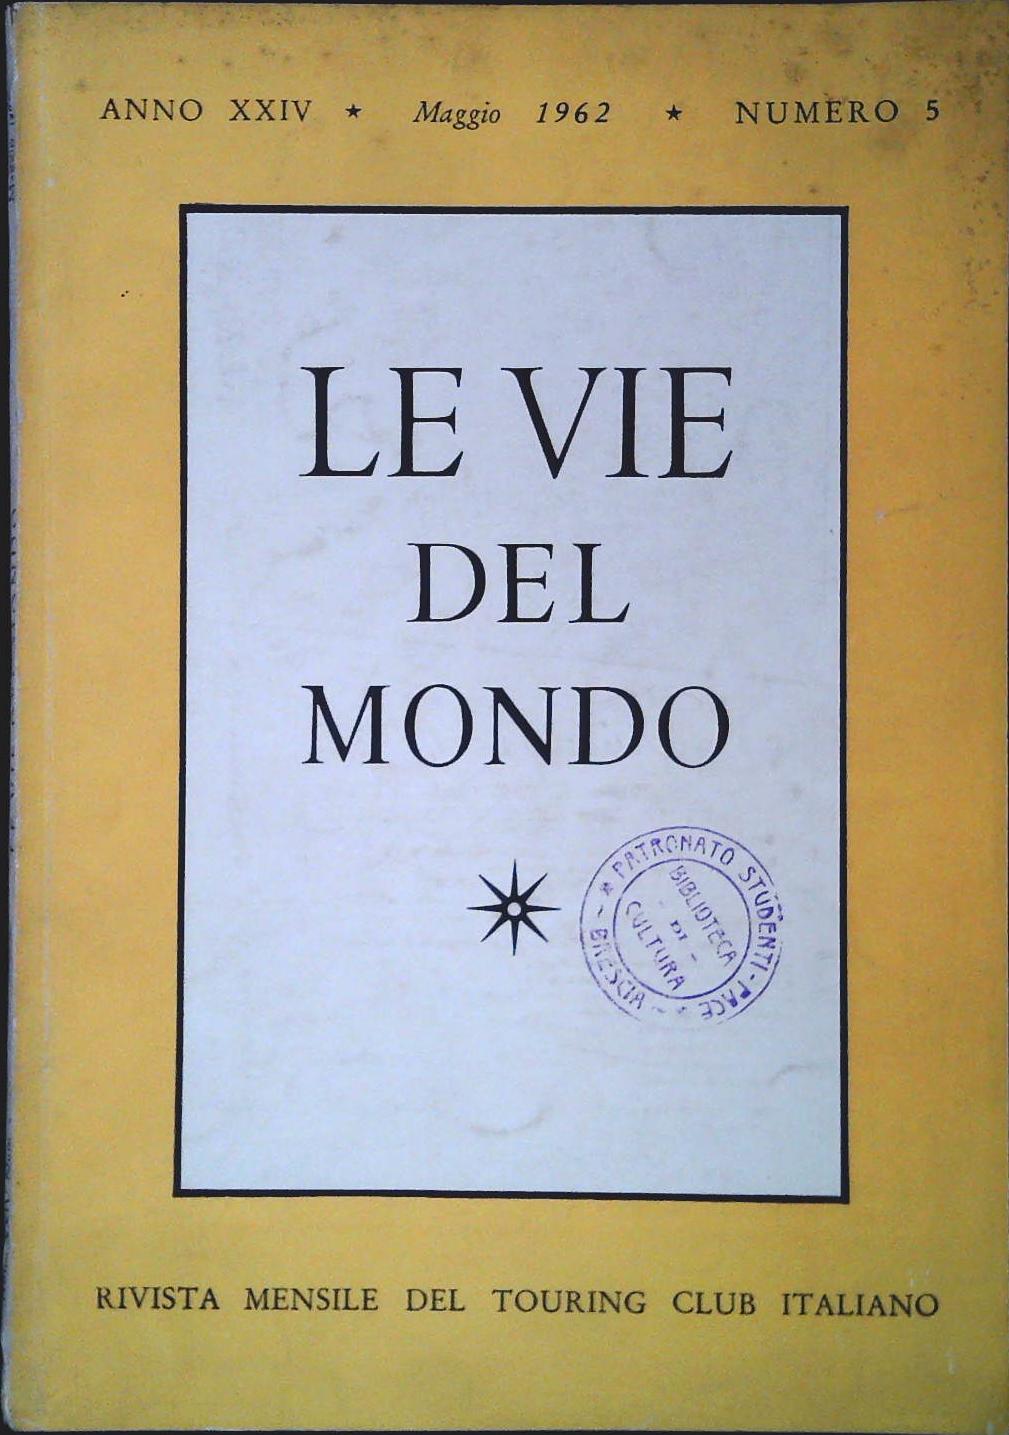 ANNO XXIV ★ Maggio 1962 ★ NUMERO 5
LE VIE
DEL
MONDO
* PATRONATO STUDENTI - PACE * - BRESCIA -
BIBLIOTECA
- DI -
CULTURA
RIVISTA MENSILE DEL TOURING CLUB ITALIANO